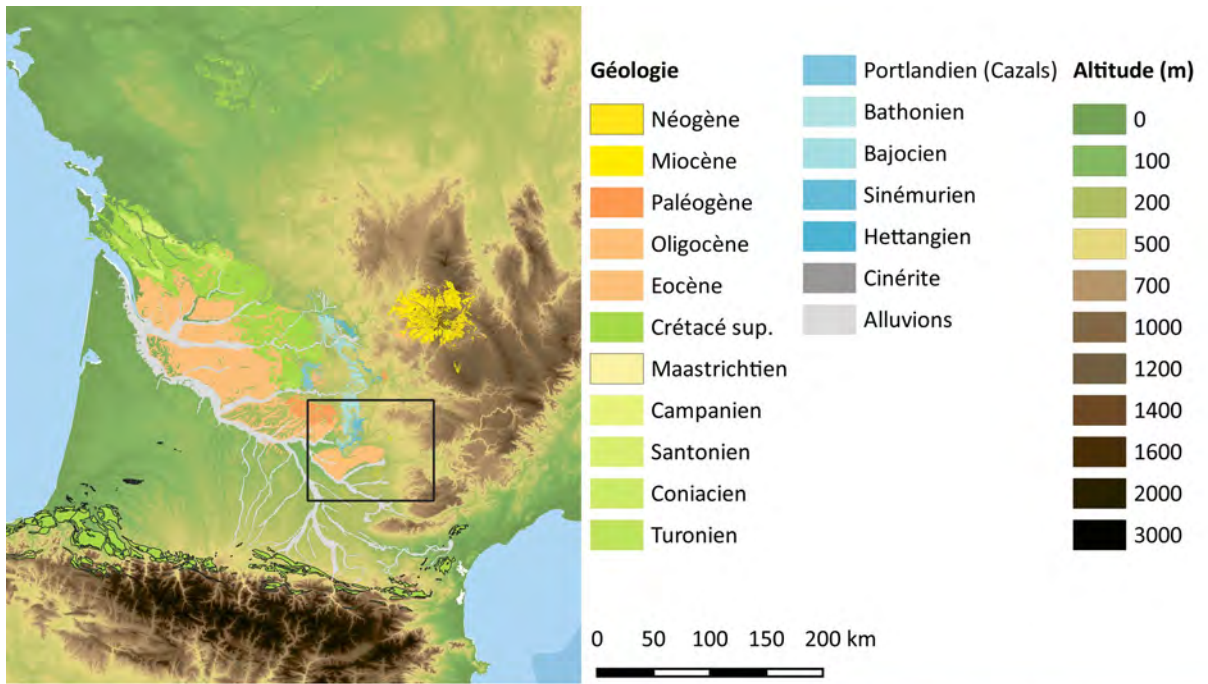 Géologie
Néogène
Miocène
Paléogène
Oligocène
Eocène
Crétacé sup.
Maastrichtien
Campanien
Santonien
Coniacien
Turonien
Portlandien (Cazals)
Bathonien
Bajocien
Sinémurien
Hettangien
Cinérite
Alluvions
Altitude (m)
0
100
200
500
700
1000
1200
1400
1600
2000
3000
0 50 100 150 200 km